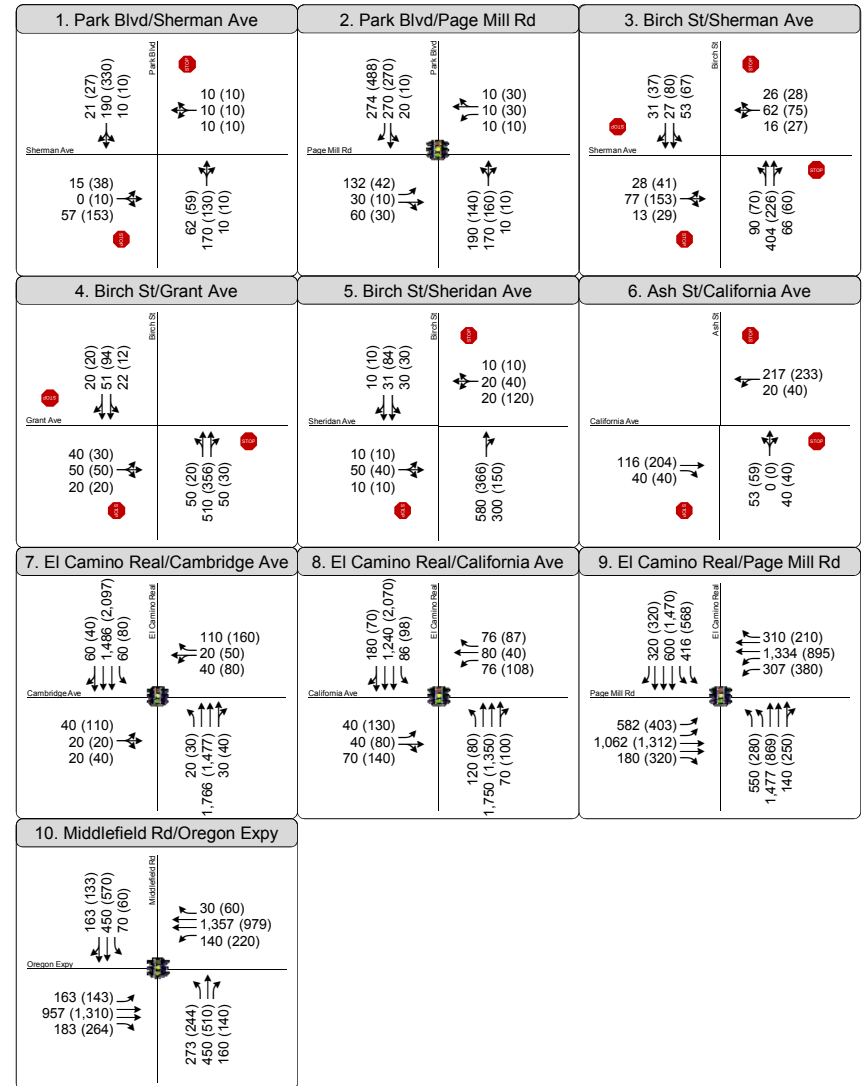 1. Park Blvd/Sherman Ave
21 (27)
190 (330)
10 (10)
Park Blvd
STOP
10 (10)
10 (10)
10 (10)
Sherman Ave
15 (38)
0 (10)
57 (153)
STOP
62 (59)
170 (130)
10 (10)
2. Park Blvd/Page Mill Rd
274 (488)
270 (270)
20 (10)
Park Blvd
10 (30)
10 (30)
10 (10)
Page Mill Rd
132 (42)
30 (10)
60 (30)
190 (140)
170 (160)
10 (10)
3. Birch St/Sherman Ave
31 (37)
27 (80)
53 (67)
Birch St
STOP
26 (28)
62 (75)
16 (27)
STOP
Sherman Ave
STOP
28 (41)
77 (153)
13 (29)
STOP
90 (70)
404 (226)
66 (60)
4. Birch St/Grant Ave
20 (20)
51 (94)
22 (12)
Birch St
STOP
Grant Ave
40 (30)
50 (50)
20 (20)
STOP
50 (20)
510 (356)
50 (30)
STOP
5. Birch St/Sheridan Ave
10 (10)
31 (84)
30 (30)
Birch St
STOP
10 (10)
20 (40)
20 (120)
Sheridan Ave
10 (10)
50 (40)
10 (10)
STOP
580 (366)
300 (150)
6. Ash St/California Ave
Ash St
STOP
217 (233)
20 (40)
California Ave
116 (204)
40 (40)
STOP
53 (59)
0 (0)
40 (40)
STOP
7. El Camino Real/Cambridge Ave
60 (40)
1,486 (2,097)
60 (80)
El Camino Real
110 (160)
20 (50)
40 (80)
Cambridge Ave
40 (110)
20 (20)
20 (40)
20 (30)
1,766 (1,477)
30 (40)
8. El Camino Real/California Ave
180 (70)
1,240 (2,070)
86 (98)
El Camino Real
76 (87)
80 (40)
76 (108)
California Ave
40 (130)
40 (80)
70 (140)
120 (80)
1,750 (1,350)
70 (100)
9. El Camino Real/Page Mill Rd
320 (320)
600 (1,470)
416 (568)
El Camino Real
310 (210)
1,334 (895)
307 (380)
Page Mill Rd
582 (403)
1,062 (1,312)
180 (320)
550 (280)
1,477 (869)
140 (250)
10. Middlefield Rd/Oregon Expy
163 (133)
450 (570)
70 (60)
Middlefield Rd
30 (60)
1,357 (979)
140 (220)
Oregon Expy
163 (143)
957 (1,310)
183 (264)
273 (244)
450 (510)
160 (140)